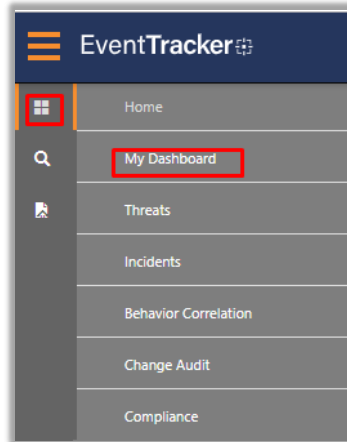 EventTracker
Home
My Dashboard
Threats
Incidents
Behavior Correlation
Change Audit
Compliance